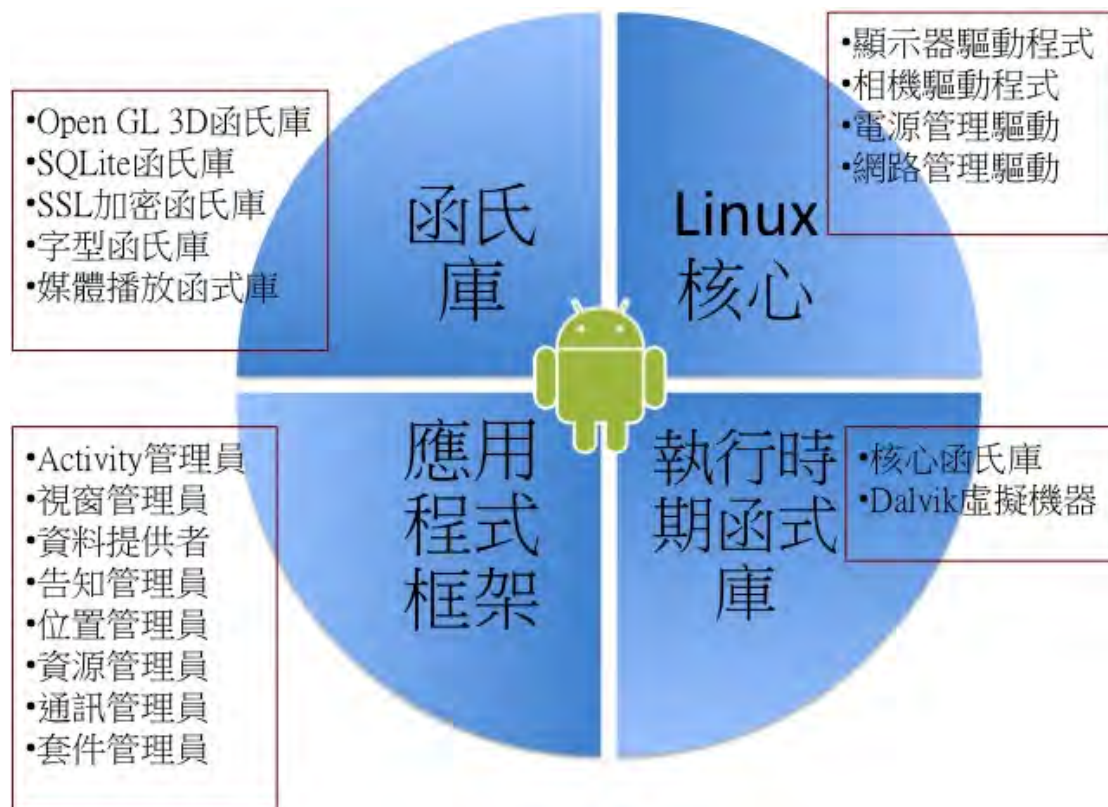 •Open GL 3D函氏庫
•SQLite函氏庫
•SSL加密函氏庫
•字型函氏庫
•媒體播放函式庫
函氏
庫
Linux
核心
•顯示器驅動程式
•相機驅動程式
•電源管理驅動
•網路管理驅動
•Activity管理員
•視窗管理員
•資料提供者
•告知管理員
•位置管理員
•資源管理員
•通訊管理員
•套件管理員
應用
程式
框架
執行時
期函式
庫
•核心函氏庫
•Dalvik虛擬機器